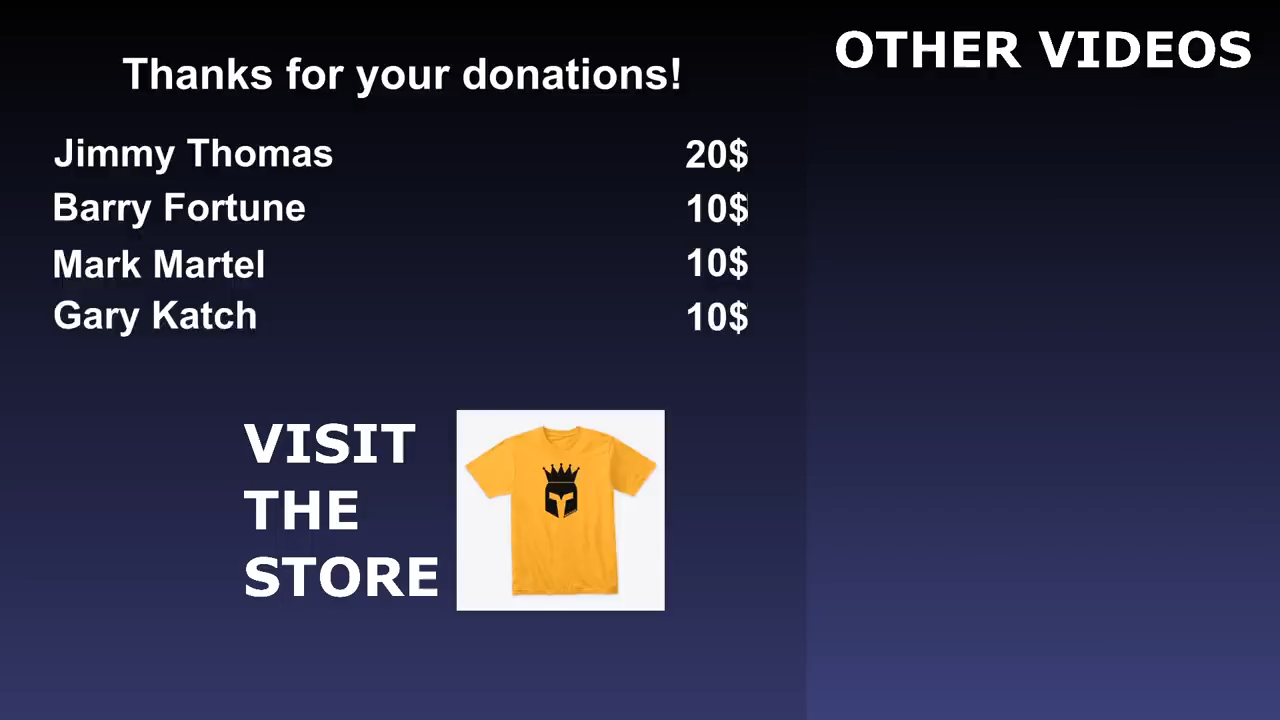 Thanks for your donations!
Jimmy Thomas 20$
Barry Fortune 10$
Mark Martel 10$
Gary Katch 10$
VISIT
THE
STORE
OTHER VIDEOS